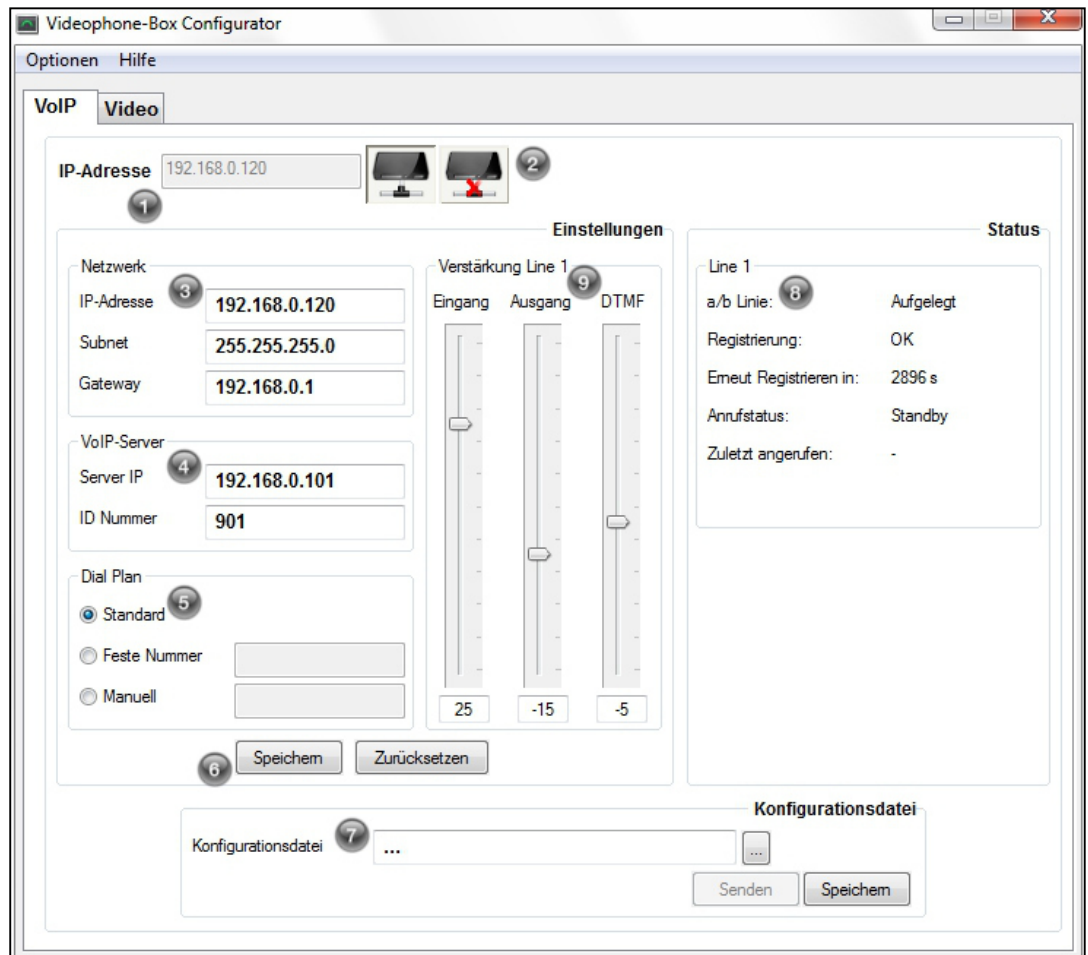 Videophone-Box Configurator
Optionen Hilfe
VoIP Video
IP-Adresse 192.168.0.120
1
2
Einstellungen
Netzwerk
3
IP-Adresse 192.168.0.120
Subnet 255.255.255.0
Gateway 192.168.0.1
VoIP-Server
4
Server IP 192.168.0.101
ID Nummer 901
Dial Plan
5
Standard
Feste Nummer
Manuell
Verstärkung Line 1
9
Eingang Ausgang DTMF
25 -15 -5
6
Speichern Zurücksetzen
Status
Line 1
8
a/b Linie: Aufgelegt
Registrierung: OK
Erneut Registrieren in: 2896 s
Anrufstatus: Standby
Zuletzt angerufen: -
Konfigurationsdatei
Konfigurationsdatei 7 ... ...
Senden Speichern